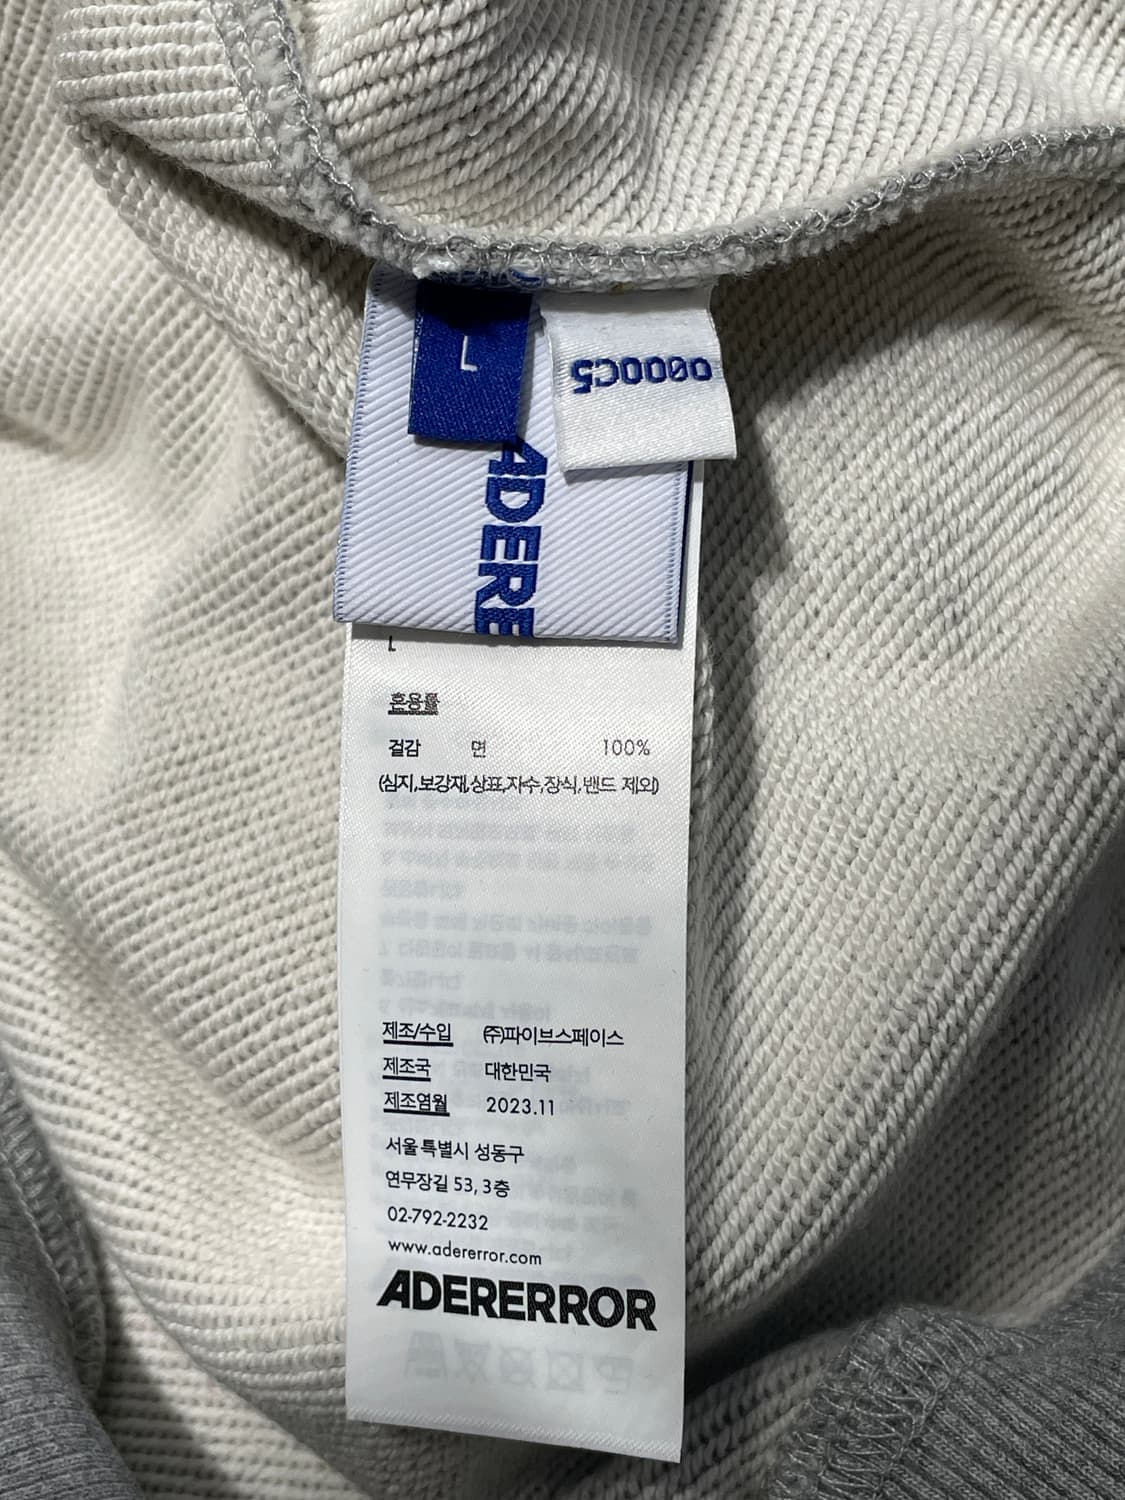 L
0000C5
ADERE
L
혼용률
겉감 면 100%
(심지,보강재,상표,자수,장식,밴드 제외)
제조/수입 (주)파이브스페이스
제조국 대한민국
제조연월 2023.11
서울특별시 성동구
연무장길 53, 3층
02-792-2232
www.adererror.com
ADERERROR